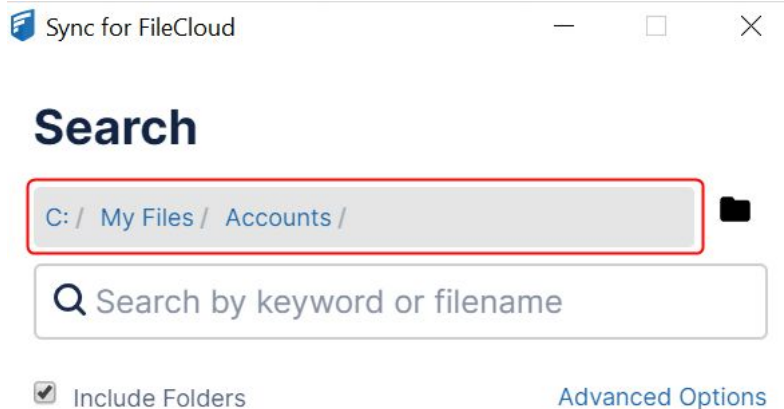 Sync for FileCloud
Search
C: / My Files / Accounts /
Search by keyword or filename
Include Folders Advanced Options